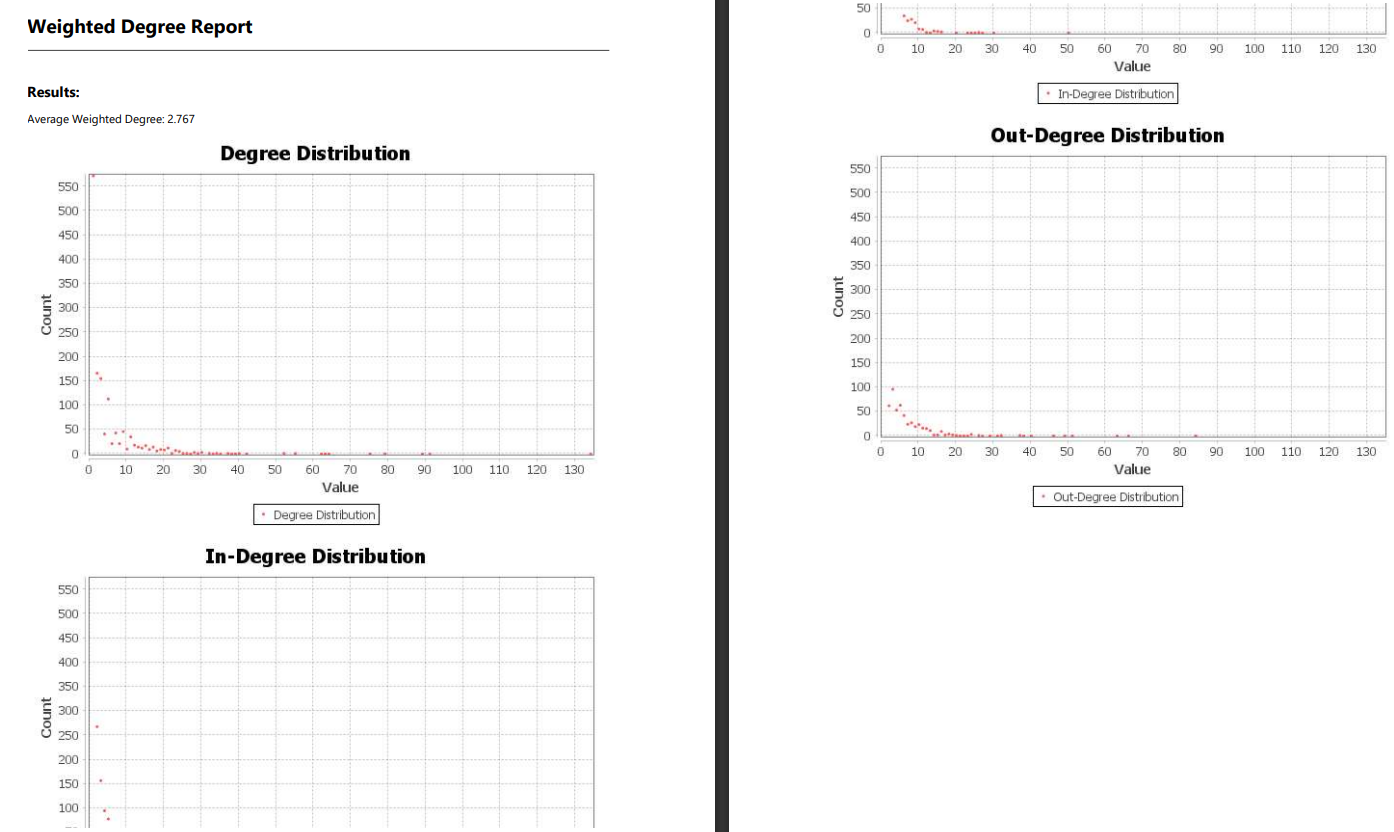 Weighted Degree Report
Results:
Average Weighted Degree: 2.767
Degree Distribution
550
500
450
400
350
300
250
200
150
100
50
0
Count
0 10 20 30 40 50 60 70 80 90 100 110 120 130
Value
Degree Distribution
In-Degree Distribution
550
500
450
400
350
300
250
200
150
100
Count
50
0
0 10 20 30 40 50 60 70 80 90 100 110 120 130
Value
In-Degree Distribution
Out-Degree Distribution
550
500
450
400
350
300
250
200
150
100
50
0
Count
0 10 20 30 40 50 60 70 80 90 100 110 120 130
Value
Out-Degree Distribution